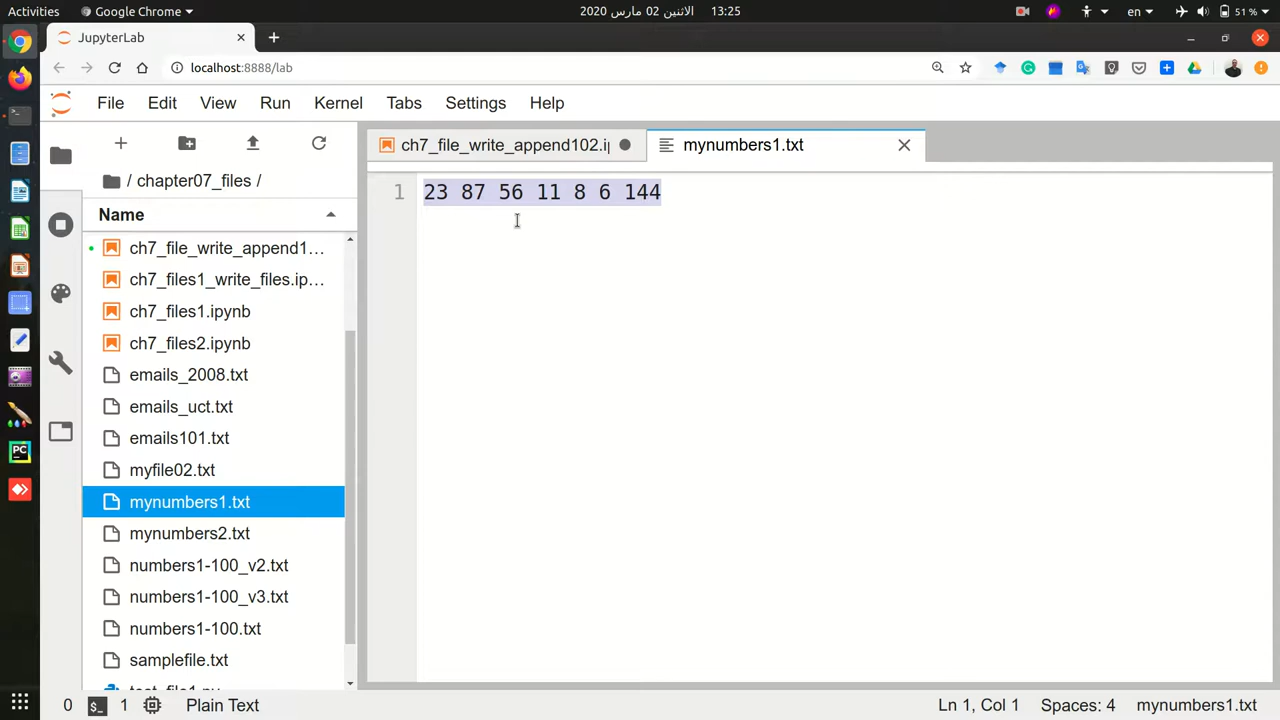 Activities
Google Chrome
الاثنين 02 مارس 2020
13:25
en
51 %
JupyterLab
localhost:8888/lab
File Edit View Run Kernel Tabs Settings Help
/ chapter07_files /
Name
ch7_file_write_append1...
ch7_files1_write_files.ip...
ch7_files1.ipynb
ch7_files2.ipynb
emails_2008.txt
emails_uct.txt
emails101.txt
myfile02.txt
mynumbers1.txt
mynumbers2.txt
numbers1-100_v2.txt
numbers1-100_v3.txt
numbers1-100.txt
samplefile.txt
ch7_file_write_append102.i
mynumbers1.txt
1 23 87 56 11 8 6 144
0 1 Plain Text
Ln 1, Col 1 Spaces: 4 mynumbers1.txt